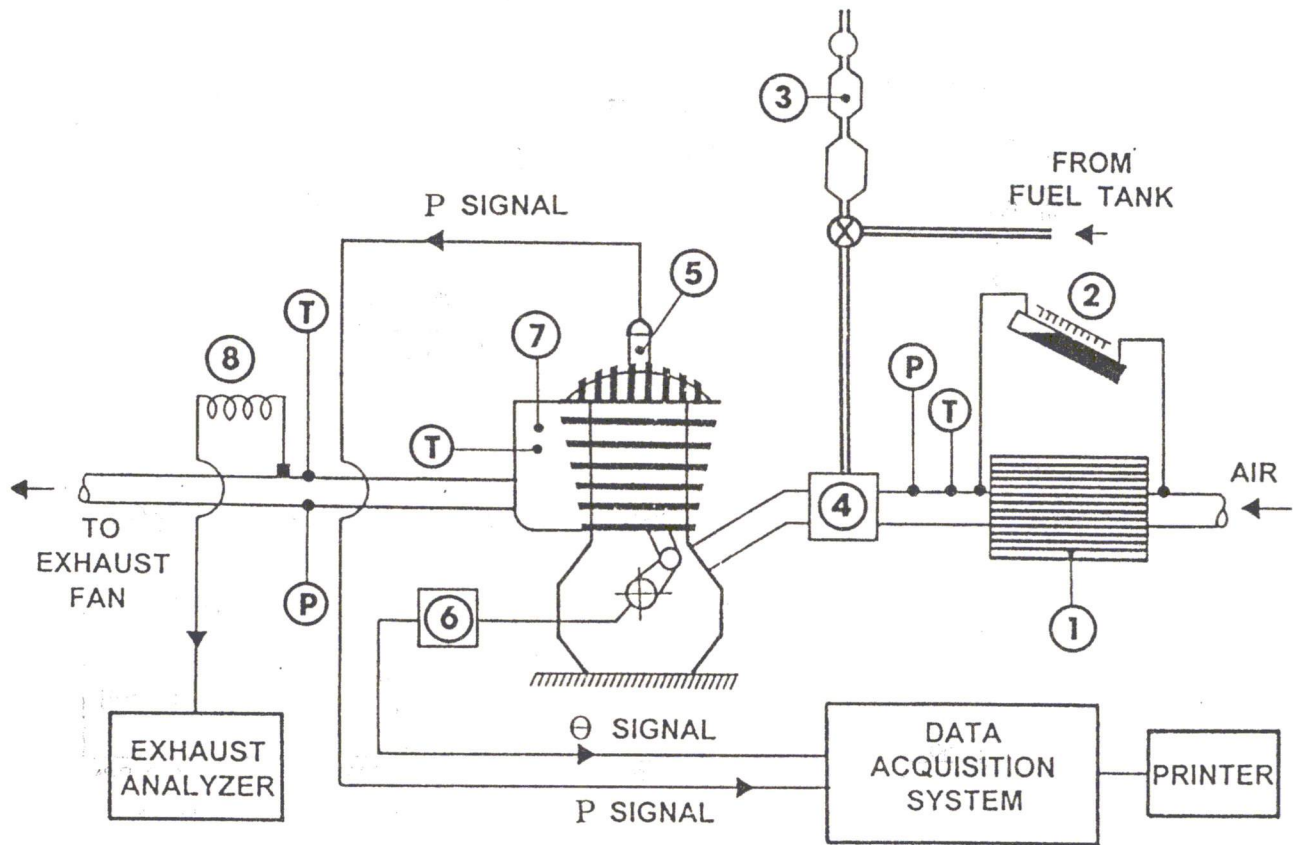 3
FROM
FUEL TANK
P SIGNAL
5
2
T
7
8
P
T
T
4
AIR
TO
EXHAUST
FAN
P
6
1
Θ SIGNAL
EXHAUST
ANALYZER
DATA
ACQUISITION
SYSTEM
PRINTER
P SIGNAL